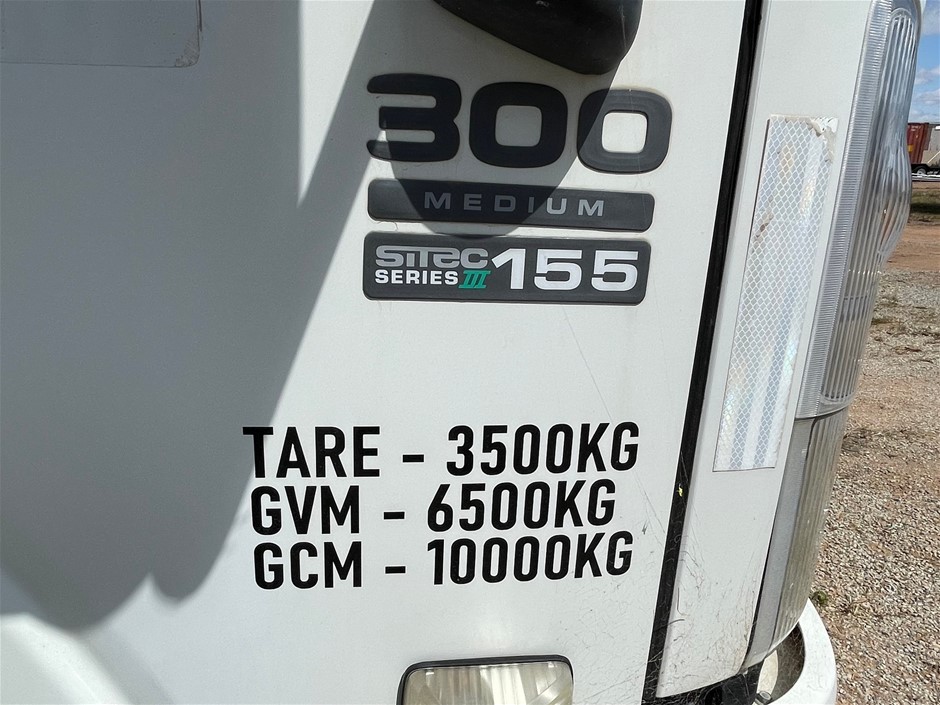 300
MEDIUM
SiTEC
SERIES III 155
TARE - 3500KG
GVM - 6500KG
GCM - 10000KG